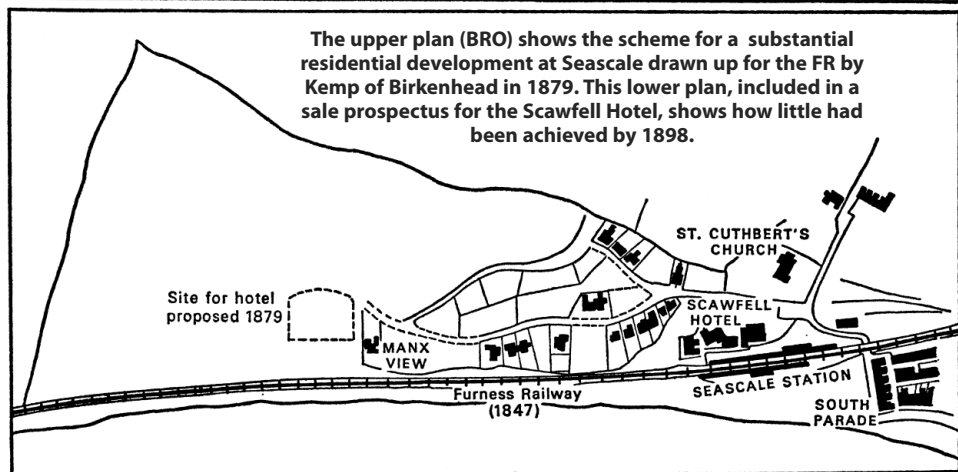 The upper plan (BRO) shows the scheme for a substantial
residential development at Seascale drawn up for the FR by
Kemp of Birkenhead in 1879. This lower plan, included in a
sale prospectus for the Scawfell Hotel, shows how little had
been achieved by 1898.
ST. CUTHBERT'S
CHURCH
Site for hotel
proposed 1879
SCAWFELL
HOTEL
MANX
VIEW
SEASCALE STATION
Furness Railway
(1847)
SOUTH
PARADE